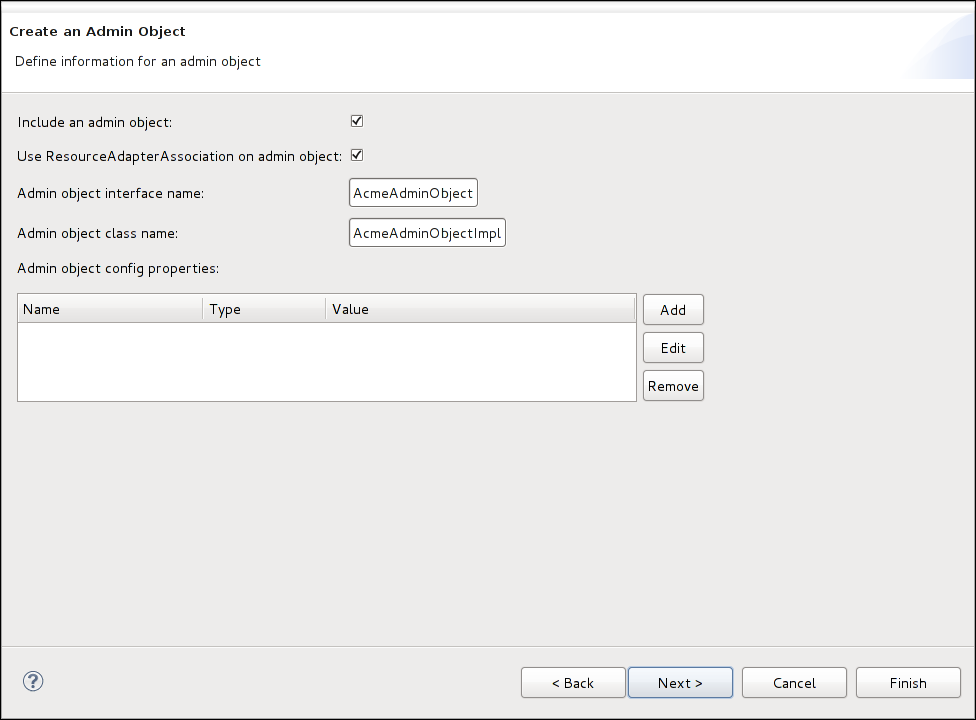 Create an Admin Object
Define information for an admin object
Include an admin object:
Use ResourceAdapterAssociation on admin object:
Admin object interface name: AcmeAdminObject
Admin object class name: AcmeAdminObjectImpl
Admin object config properties:
Name Type Value Add
Edit
Remove
? < Back Next > Cancel Finish